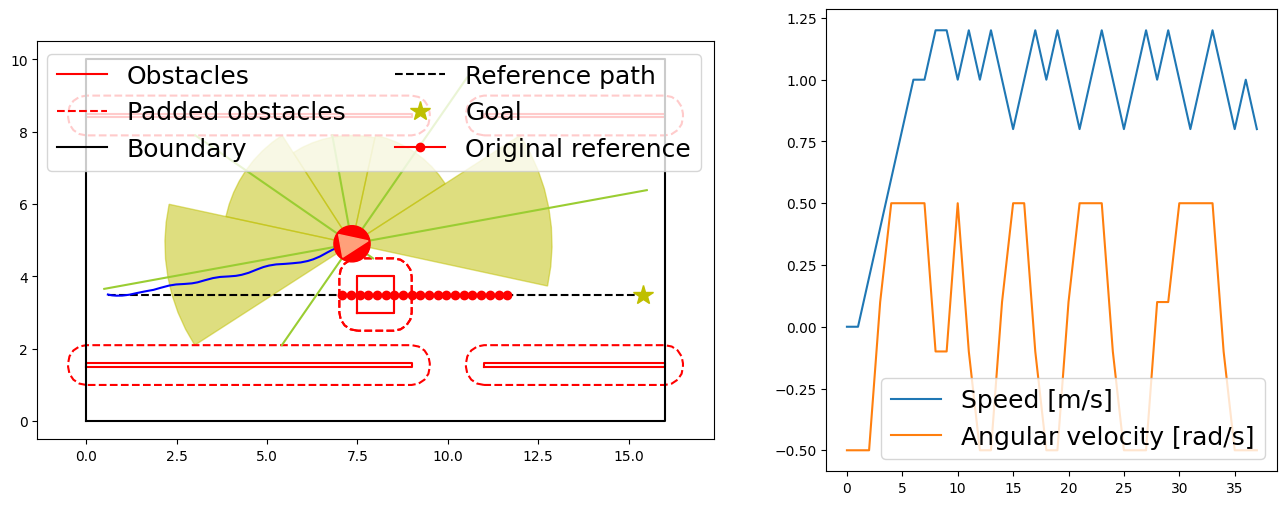 10
8
6
4
2
0
0.0 2.5 5.0 7.5 10.0 12.5 15.0
Obstacles
Padded obstacles
Boundary
Reference path
Goal
Original reference
1.25
1.00
0.75
0.50
0.25
0.00
−0.25
−0.50
0 5 10 15 20 25 30 35
Speed [m/s]
Angular velocity [rad/s]